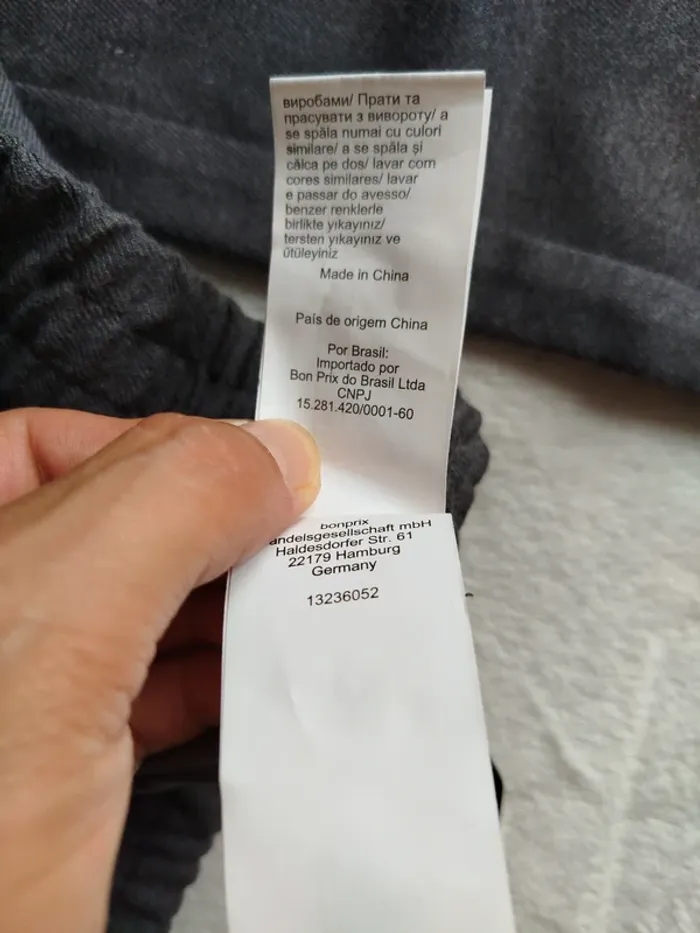 виробами/ Прати та
прасувати з вивороту/ a
se spăla numai cu culori
similare/ a se spăla și
călca pe dos/ lavar com
cores similares/ lavar
e passar do avesso/
benzer renklerle
birlikte yıkayınız/
tersten yıkayınız ve
ütüleyiniz
Made in China
País de origem China
Por Brasil:
Importado por
Bon Prix do Brasil Ltda
CNPJ
15.281.420/0001-60
bonprix
andelsgesellschaft mbH
Haldesdorfer Str. 61
22179 Hamburg
Germany
13236052